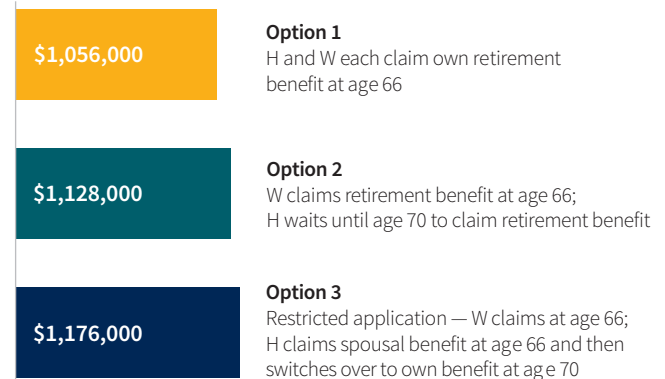 $1,056,000
Option 1
H and W each claim own retirement
benefit at age 66
$1,128,000
Option 2
W claims retirement benefit at age 66;
H waits until age 70 to claim retirement benefit
$1,176,000
Option 3
Restricted application — W claims at age 66;
H claims spousal benefit at age 66 and then
switches over to own benefit at age 70